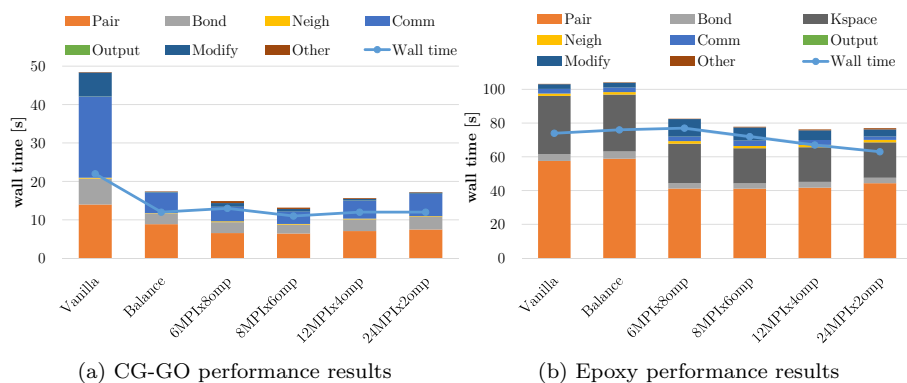 Pair Bond Neigh Comm
Output Modify Other Wall time
wall time [s]
50
40
30
20
10
0
Vanilla
Balance
6MPIx8omp
8MPIx6omp
12MPIx4omp
24MPIx2omp
(a) CG-GO performance results
Pair Bond Kspace
Neigh Comm Output
Modify Other Wall time
wall time [s]
100
80
60
40
20
0
Vanilla
Balance
6MPIx8omp
8MPIx6omp
12MPIx4omp
24MPIx2omp
(b) Epoxy performance results